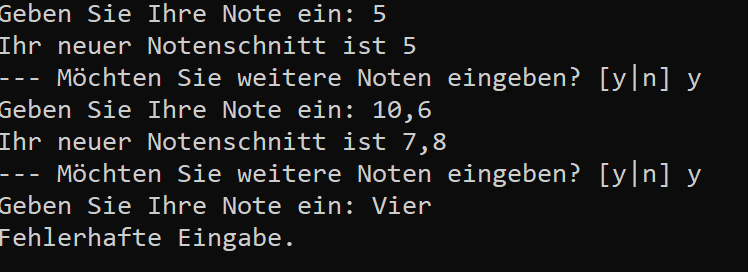 Geben Sie Ihre Note ein: 5
Ihr neuer Notenschnitt ist 5
--- Möchten Sie weitere Noten eingeben? [y|n] y
Geben Sie Ihre Note ein: 10,6
Ihr neuer Notenschnitt ist 7,8
--- Möchten Sie weitere Noten eingeben? [y|n] y
Geben Sie Ihre Note ein: Vier
Fehlerhafte Eingabe.